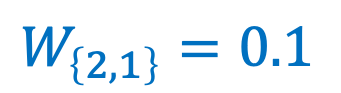 W{2,1} = 0.1